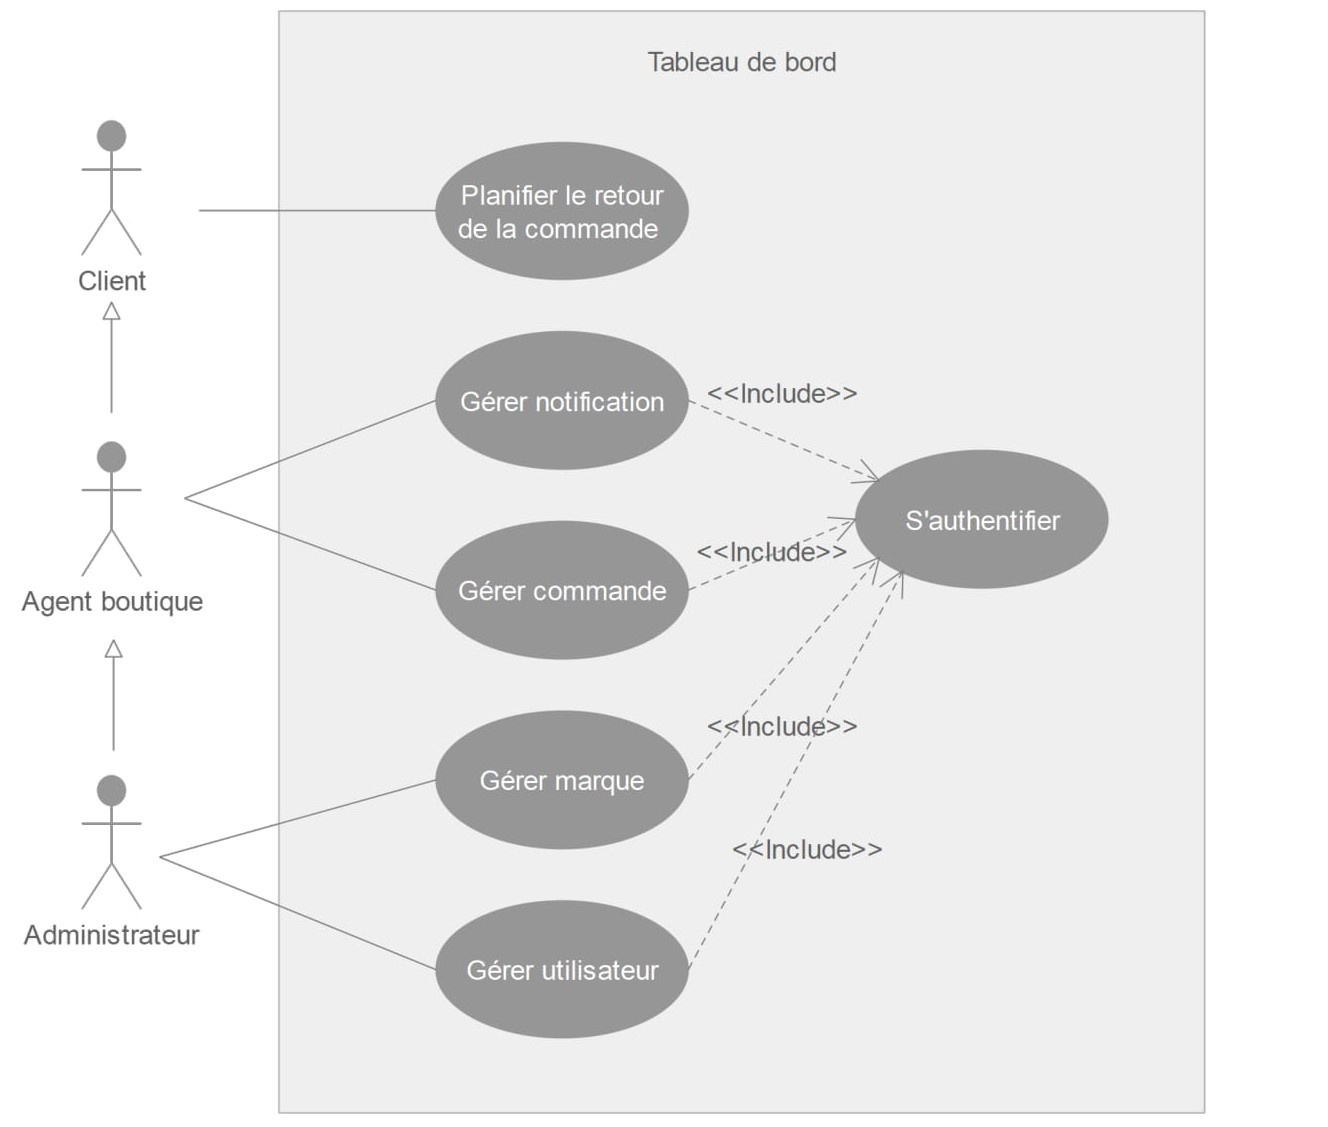 Tableau de bord
Planifier le retour
de la commande
Client
Gérer notification
<<Include>>
S'authentifier
<<Include>>
Gérer commande
Agent boutique
<<Include>>
Gérer marque
<<Include>>
Administrateur
Gérer utilisateur